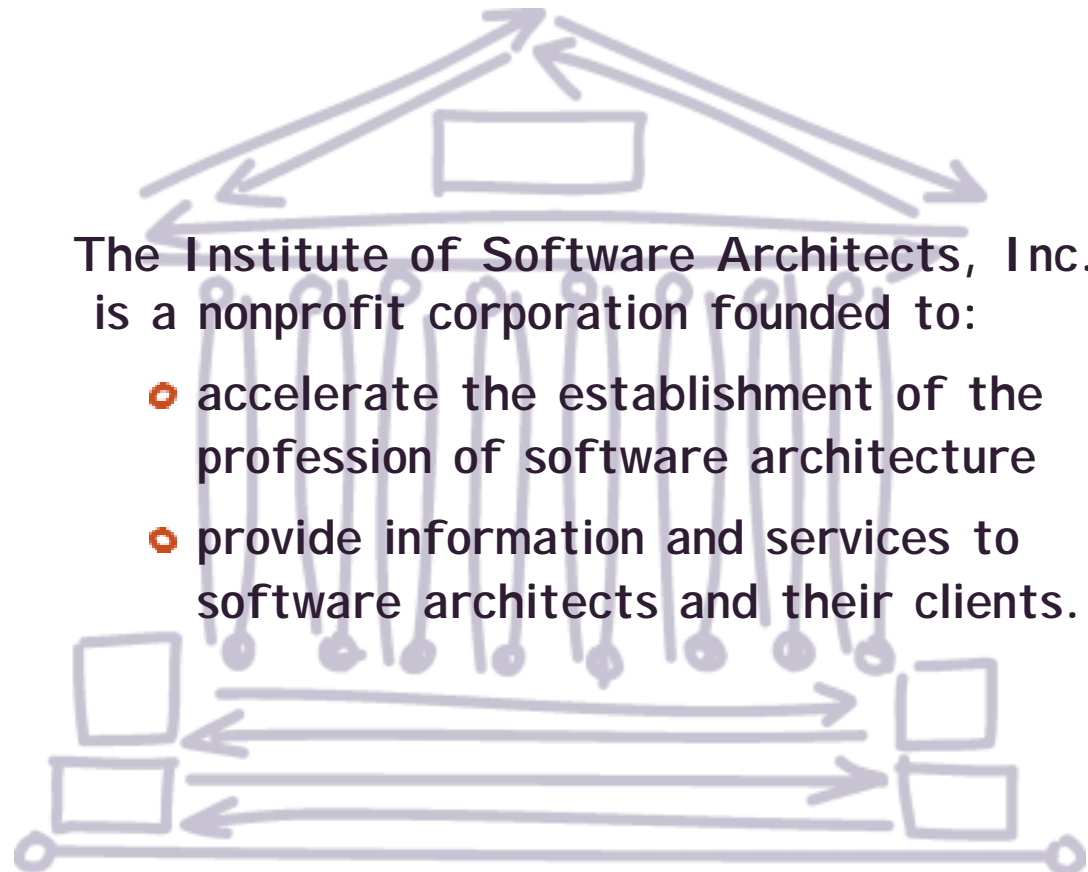 The Institute of Software Architects, Inc.
is a nonprofit corporation founded to:
accelerate the establishment of the
profession of software architecture
provide information and services to
software architects and their clients.